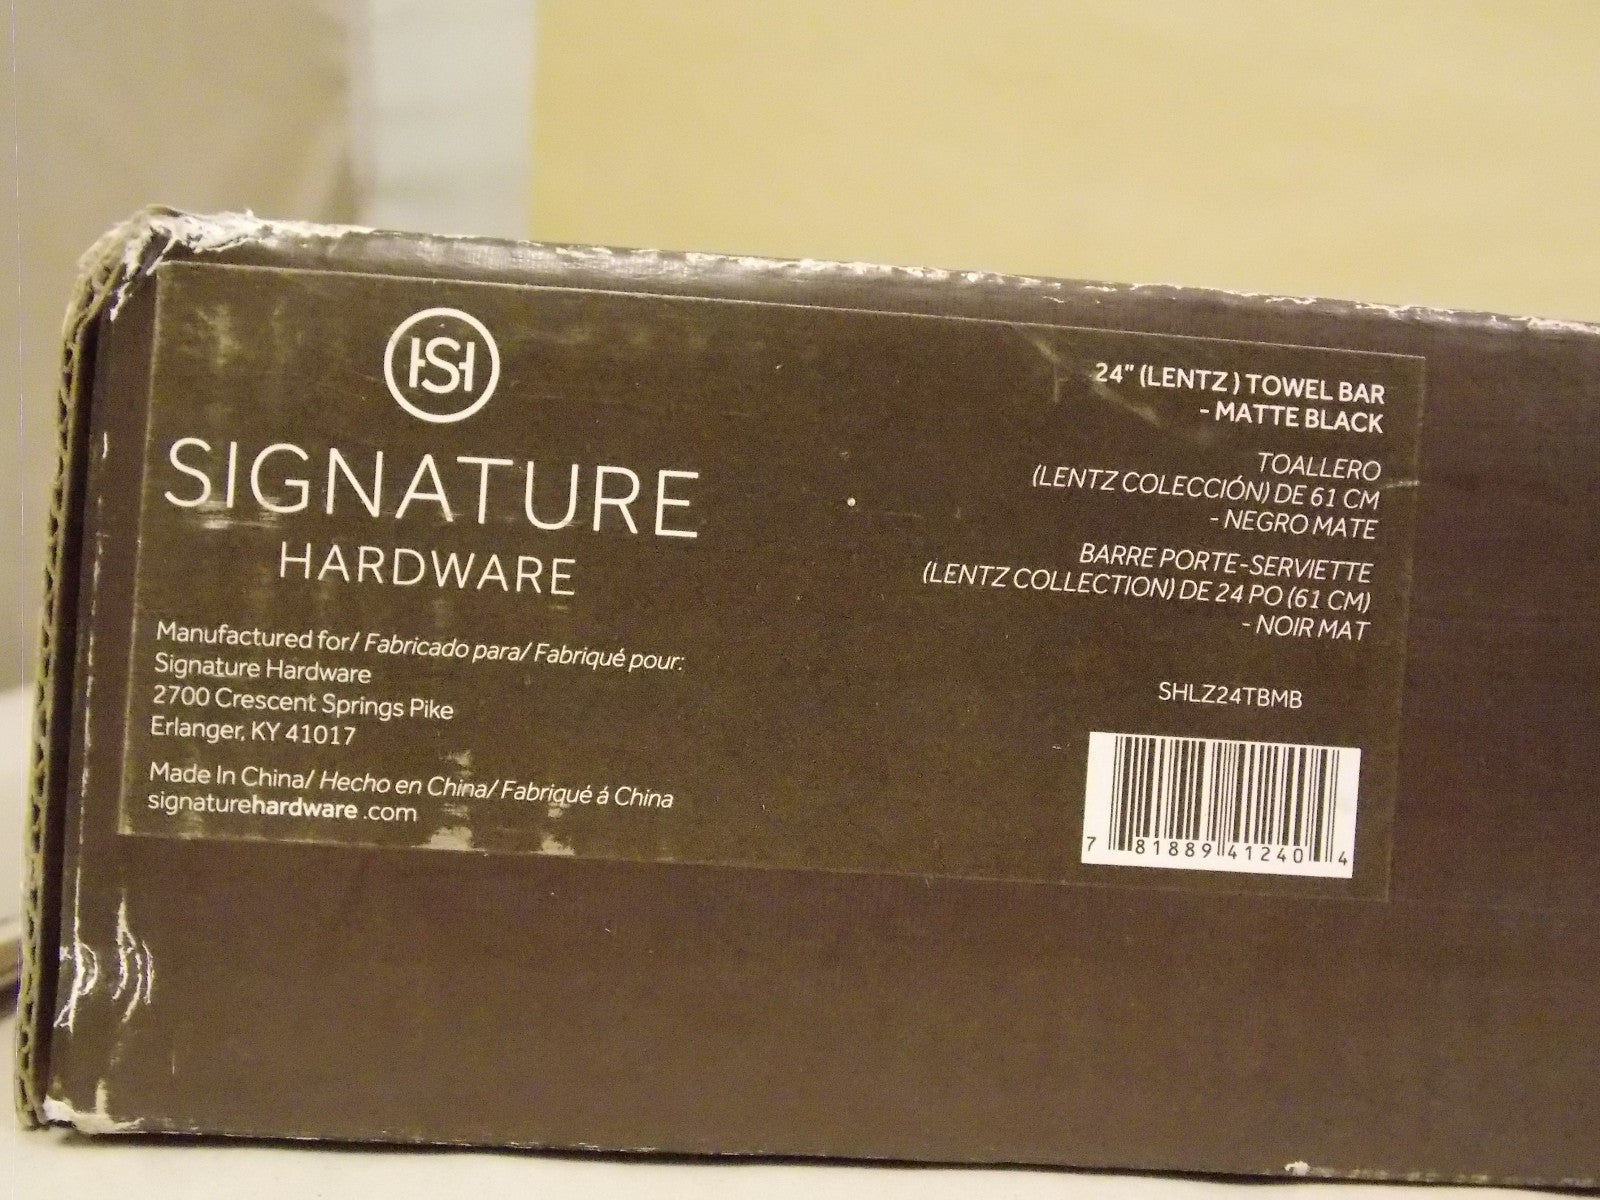 SH
SIGNATURE
HARDWARE
Manufactured for/ Fabricado para/ Fabriqué pour:
Signature Hardware
2700 Crescent Springs Pike
Erlanger, KY 41017
Made In China/ Hecho en China/ Fabriqué á China
signaturehardware .com
24" (LENTZ ) TOWEL BAR
- MATTE BLACK
TOALLERO
(LENTZ COLECCIÓN) DE 61 CM
- NEGRO MATE
BARRE PORTE-SERVIETTE
(LENTZ COLLECTION) DE 24 PO (61 CM)
- NOIR MAT
SHLZ24TBMB
7 81889 41240 4